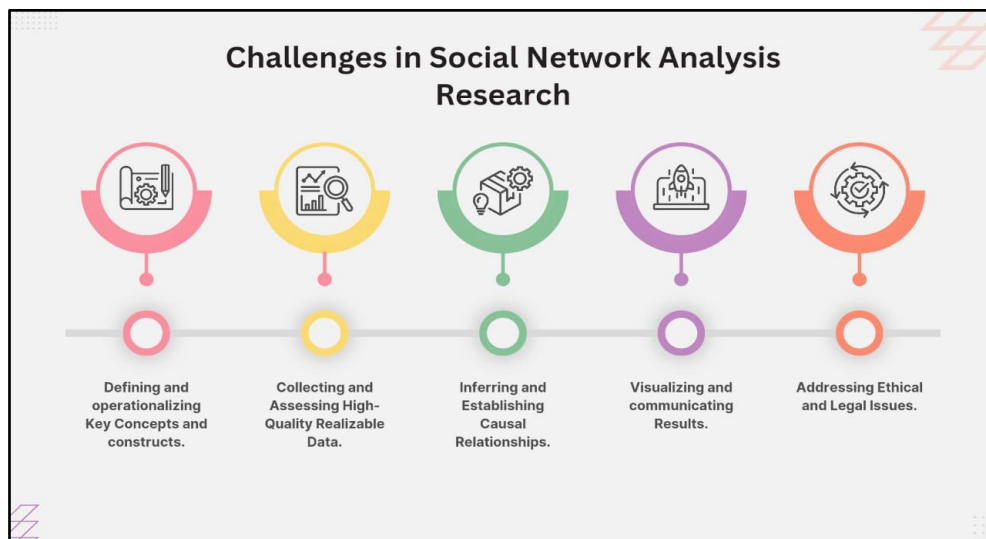 Challenges in Social Network Analysis
Research
Defining and
operationalizing
Key Concepts and
constructs.
Collecting and
Assessing High-
Quality Realizable
Data.
Inferring and
Establishing
Causal
Relationships.
Visualizing and
communicating
Results.
Addressing Ethical
and Legal Issues.